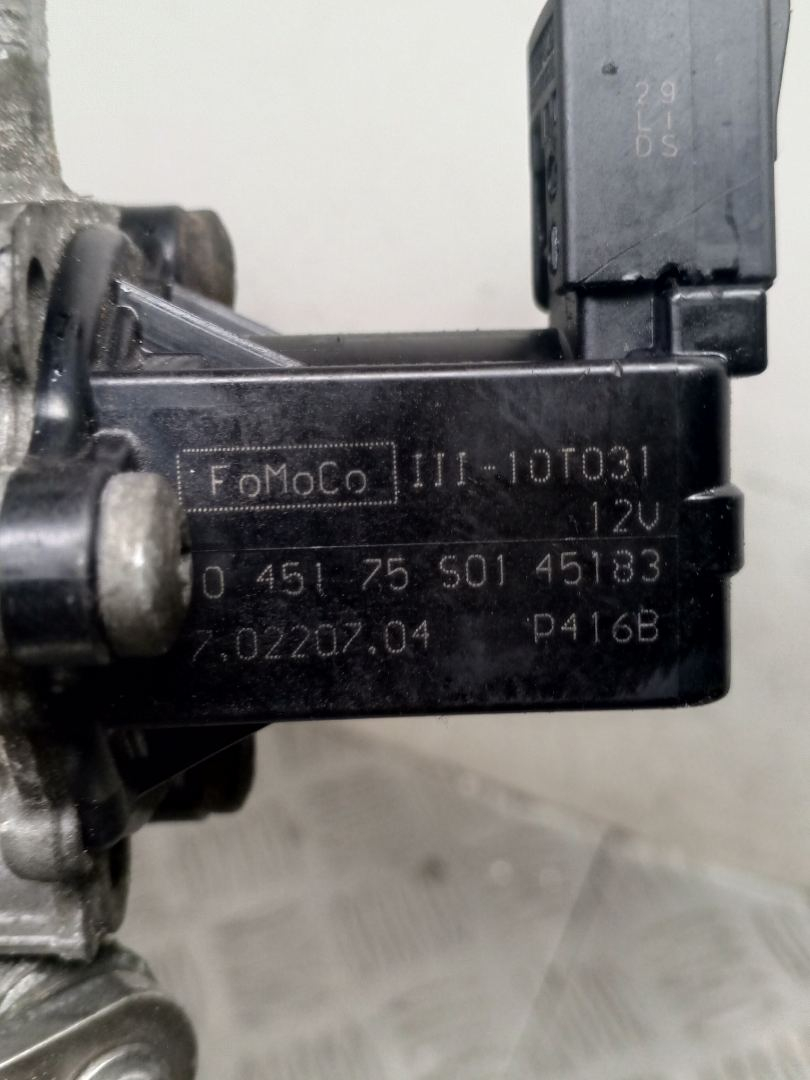 29
LI
DS
FoMoCo III-10T031
12V
0 451 75 S01 45183
7.02207.04 P416B